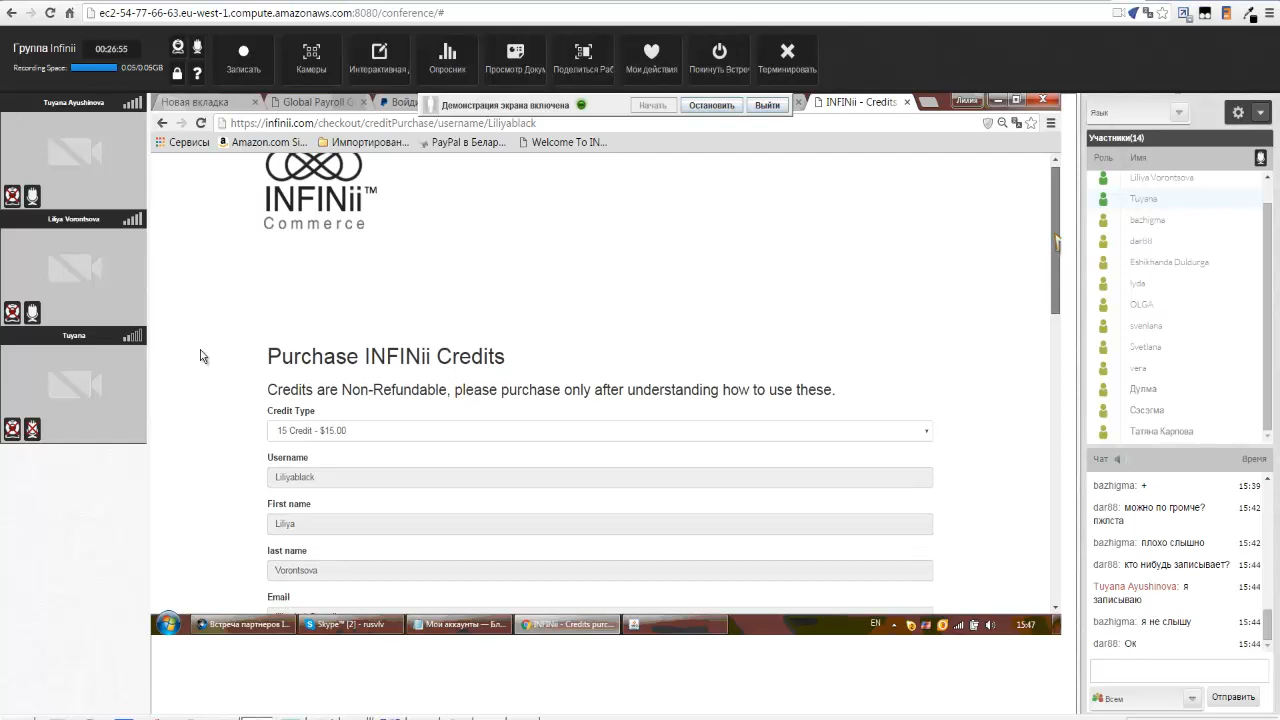 ec2-54-77-66-63.eu-west-1.compute.amazonaws.com:8080/conference/#
Группа Infinii
00:26:55
Recording Space:
0.05/0.05GB
Записать
Камеры
Интерактивная
Опросник
Просмотр Докум
Поделиться Раб
Мои действия
Покинуть Встре
Терминировать
Tuyana Ayushinova
Liliya Vorontsova
Tuyana
Новая вкладка
Global Payroll
Войди
Демонстрация экрана включена
Начать
Остановить
Выйти
INFINii - Credits
Лилия
https://infinii.com/checkout/creditPurchase/username/Liliyablack
Сервисы
Amazon.com Si...
Импортирован...
PayPal в Белар...
Welcome To IN...
INFINii™
Commerce
Purchase INFINii Credits
Credits are Non-Refundable, please purchase only after understanding how to use these.
Credit Type
15 Credit - $15.00
Username
Liliyablack
First name
Liliya
last name
Vorontsova
Email
Встреча партнеров I...
Skype™ [2] - rusvlv
Мои аккаунты — Бл...
INFINii - Credits purc...
EN
15:47
Язык
Участники(14)
Роль
Имя
Liliya Vorontsova
Tuyana
bazhigma
dar88
Eshikhanda Duldurga
lyda
OLGA
svenlana
Svetlana
vera
Дулма
Сэсэгма
Татяна Карпова
Чат
Время
bazhigma: +
15:39
dar88: можно по громче?
пжлста
15:42
bazhigma: плохо слышно
15:42
dar88: кто нибудь записывает?
15:44
Tuyana Ayushinova: я
записываю
15:44
bazhigma: я не слышу
15:44
dar88: Ок
15:44
Всем
Отправить